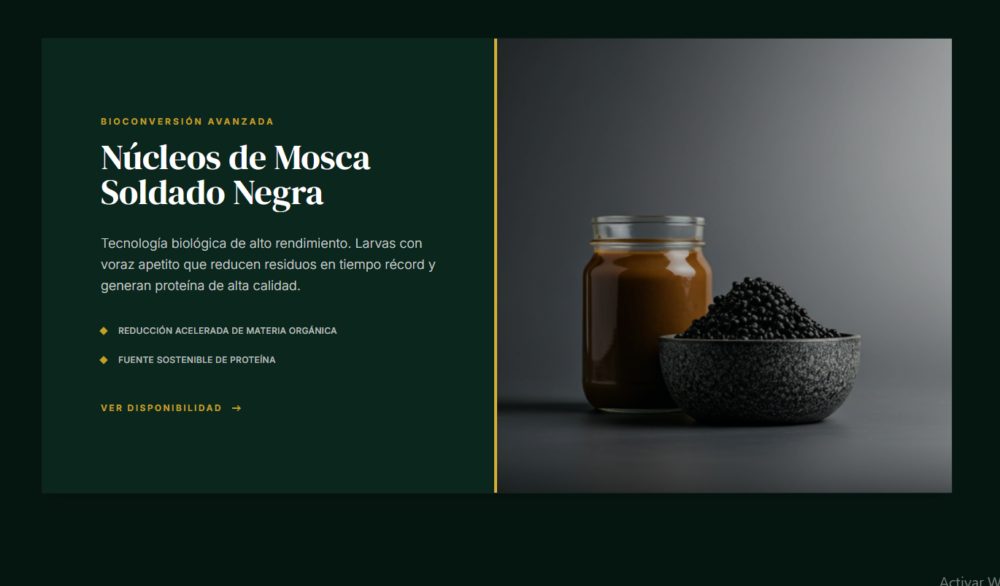 BIOCONVERSIÓN AVANZADA
Núcleos de Mosca
Soldado Negra
Tecnología biológica de alto rendimiento. Larvas con
voraz apetito que reducen residuos en tiempo récord y
generan proteína de alta calidad.
REDUCCIÓN ACELERADA DE MATERIA ORGÁNICA
FUENTE SOSTENIBLE DE PROTEÍNA
VER DISPONIBILIDAD →
Activar W